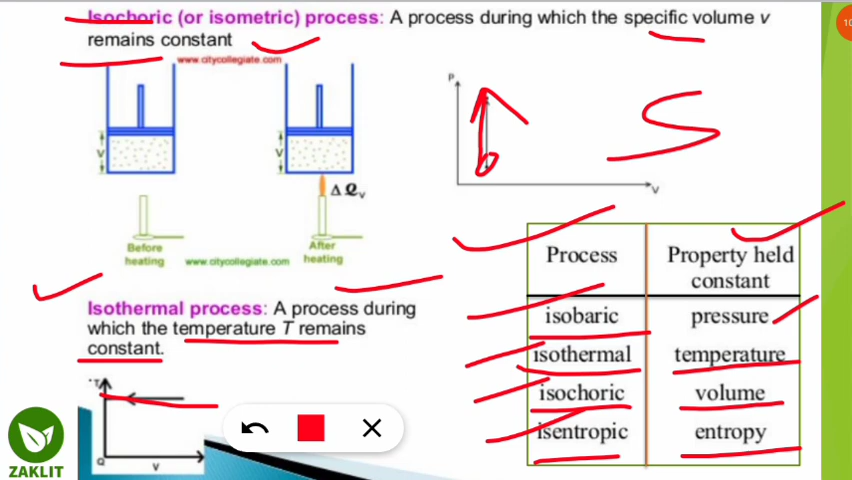 Isochoric (or isometric) process: A process during which the specific volume v
remains constant
www.citycollegiate.com
P
V
V
V
Δ Q v
Before
heating
www.citycollegiate.com
After
heating
Isothermal process: A process during
which the temperature T remains
constant.
T
O
V
Process
Property held
constant
isobaric
pressure
isothermal
temperature
isochoric
volume
isentropic
entropy
S
ZAKLIT
10